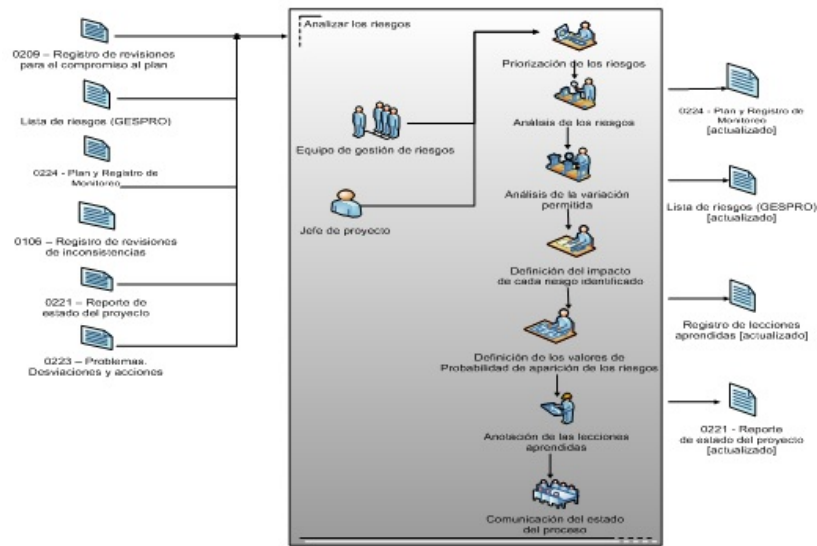 Analizar los riesgos
0209 – Registro de revisiones
para el compromiso al plan
Lista de riesgos (GESPRO)
0224 - Plan y Registro de
Monitoreo
0106 – Registro de revisiones
de inconsistencias
0221 – Reporte de
estado del proyecto
0223 – Problemas.
Desviaciones y acciones
Equipo de gestión de riesgos
Jefe de proyecto
Priorización de los riesgos
Análisis de los riesgos
Análisis de la variación
permitida
Definición del impacto
de cada riesgo identificado
Definición de los valores de
Probabilidad de aparición de los riesgos
Anotación de las lecciones
aprendidas
Comunicación del estado
del proceso
0224 - Plan y Registro de
Monitoreo
[actualizado]
Lista de riesgos (GESPRO)
[actualizado]
Registro de lecciones
aprendidas [actualizado]
0221 - Reporte
de estado del proyecto
[actualizado]